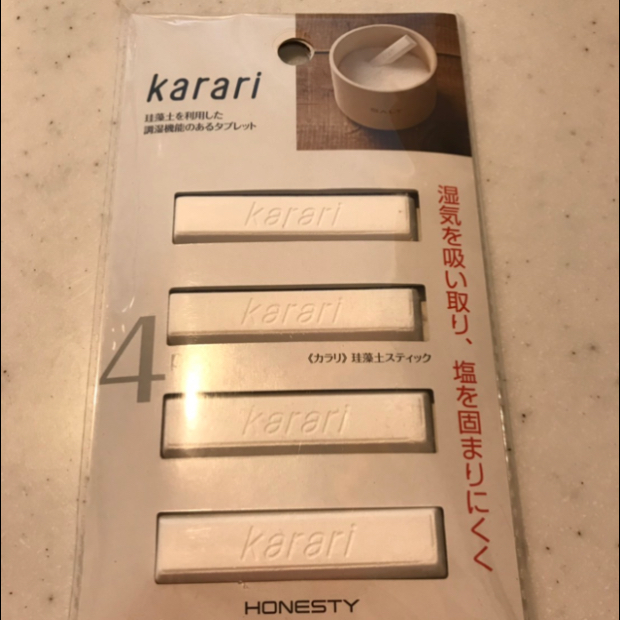 karari
珪藻土を利用した
調湿機能のあるタブレット
湿気を吸い取り、塩を固まりにくく
karari
karari
4
《カラリ》珪藻土スティック
karari
karari
HONESTY